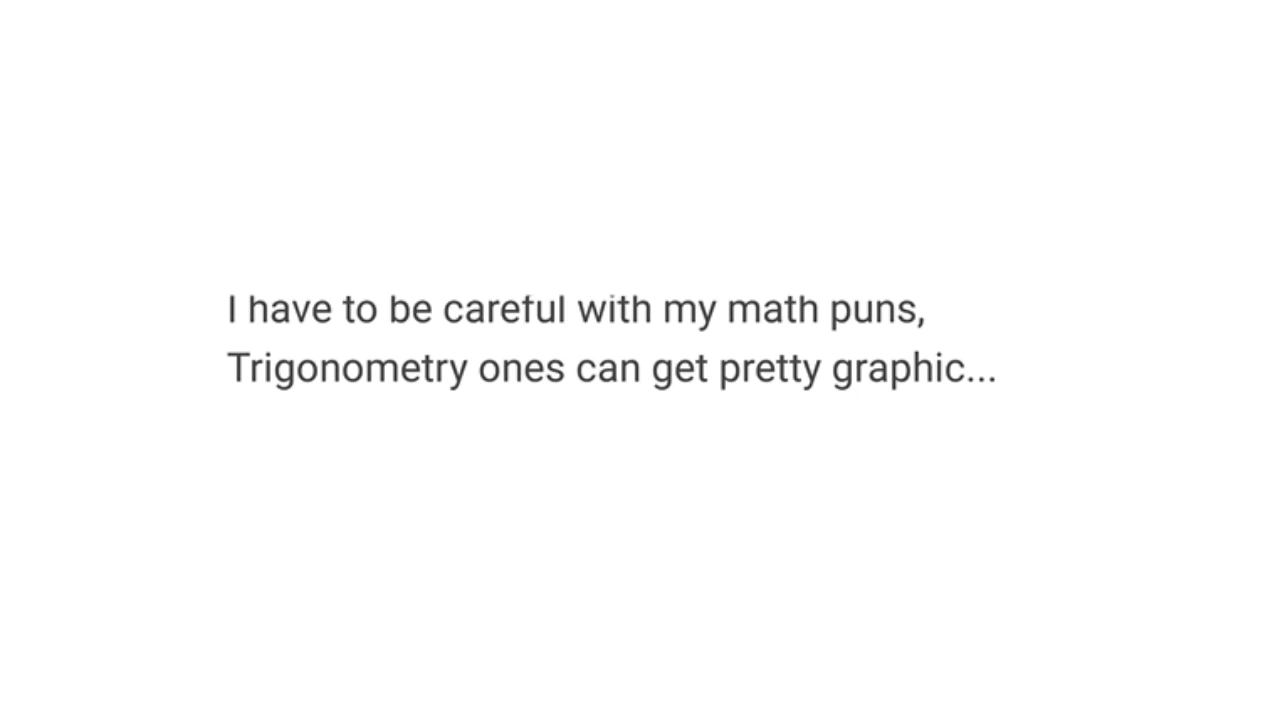 I have to be careful with my math puns,
Trigonometry ones can get pretty graphic...